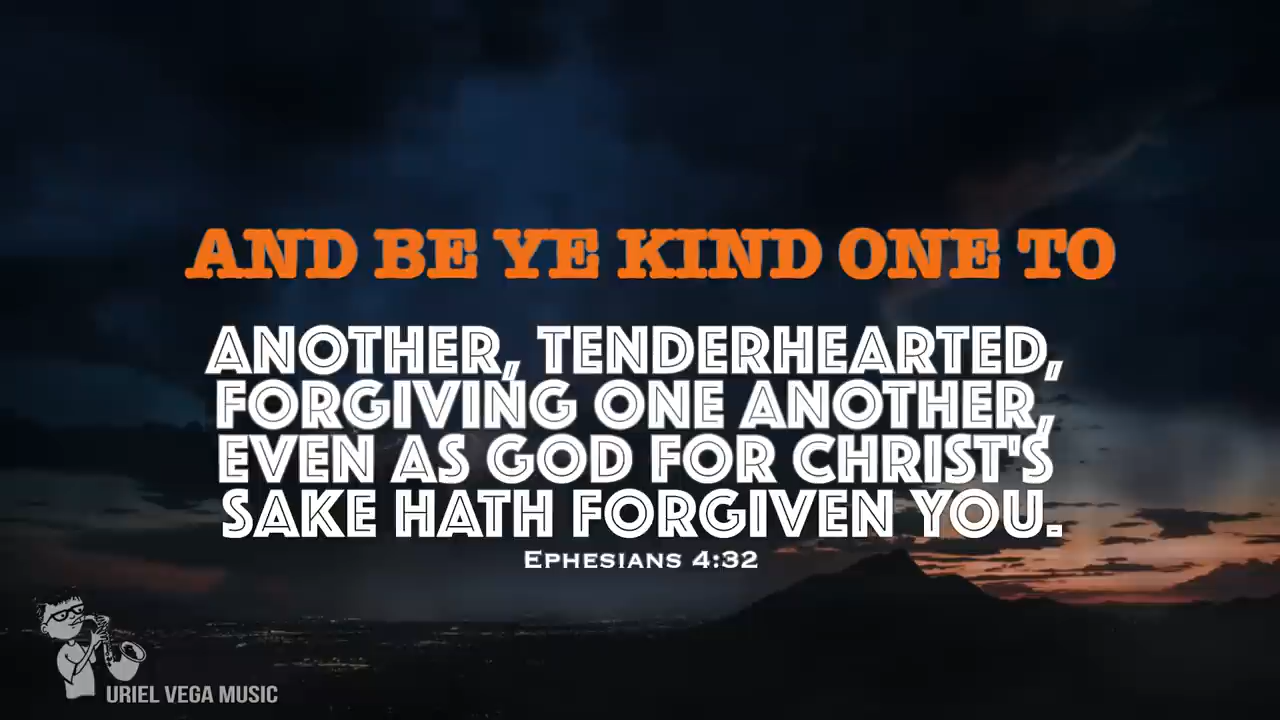 AND BE YE KIND ONE TO
ANOTHER, TENDERHEARTED,
FORGIVING ONE ANOTHER,
EVEN AS GOD FOR CHRIST'S
SAKE HATH FORGIVEN YOU.
EPHESIANS 4:32
URIEL VEGA MUSIC